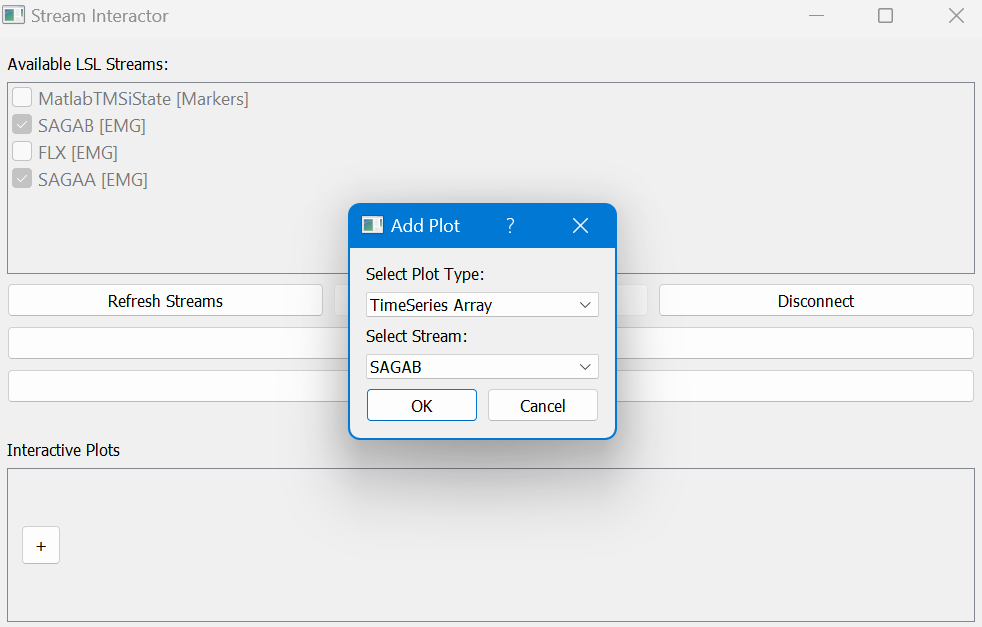 Stream Interactor
Available LSL Streams:
MatlabTMSiState [Markers]
SAGAB [EMG]
FLX [EMG]
SAGAA [EMG]
Add Plot ?
Select Plot Type:
TimeSeries Array
Select Stream:
SAGAB
OK Cancel
Refresh Streams Disconnect
Interactive Plots
+